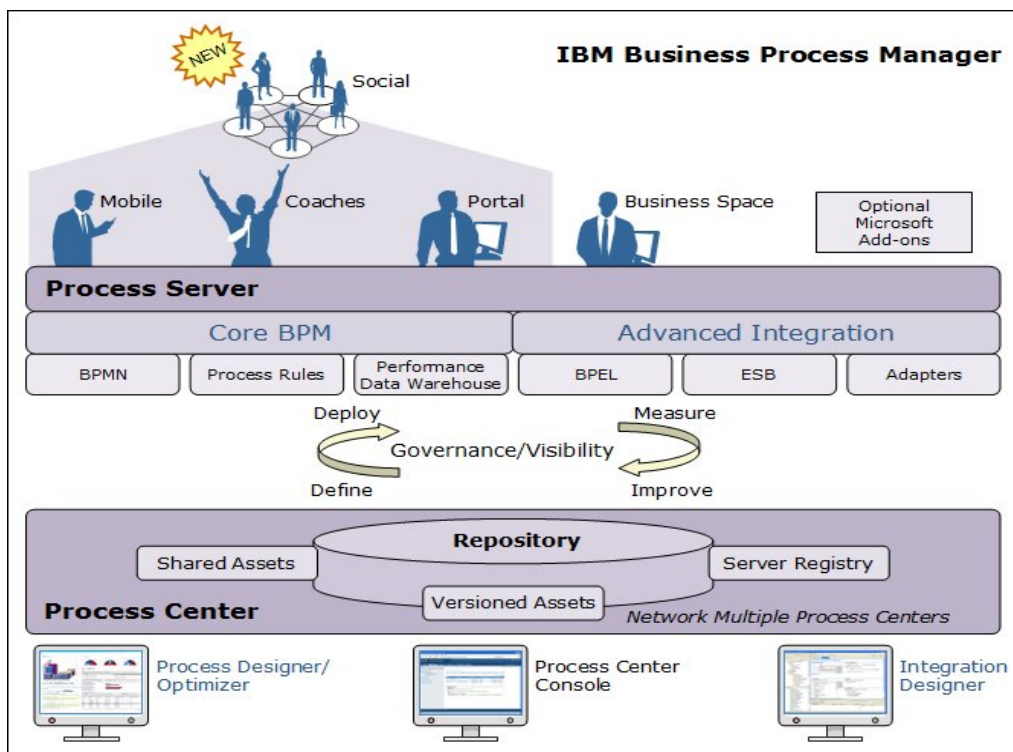 NEW
IBM Business Process Manager
Social
Mobile
Coaches
Portal
Business Space
Optional
Microsoft
Add-ons
Process Server
Core BPM
Advanced Integration
BPMN
Process Rules
Performance
Data Warehouse
BPEL
ESB
Adapters
Deploy
Measure
Governance/Visibility
Define
Improve
Repository
Shared Assets
Server Registry
Versioned Assets
Process Center
Network Multiple Process Centers
Process Designer/
Optimizer
Process Center
Console
Integration
Designer